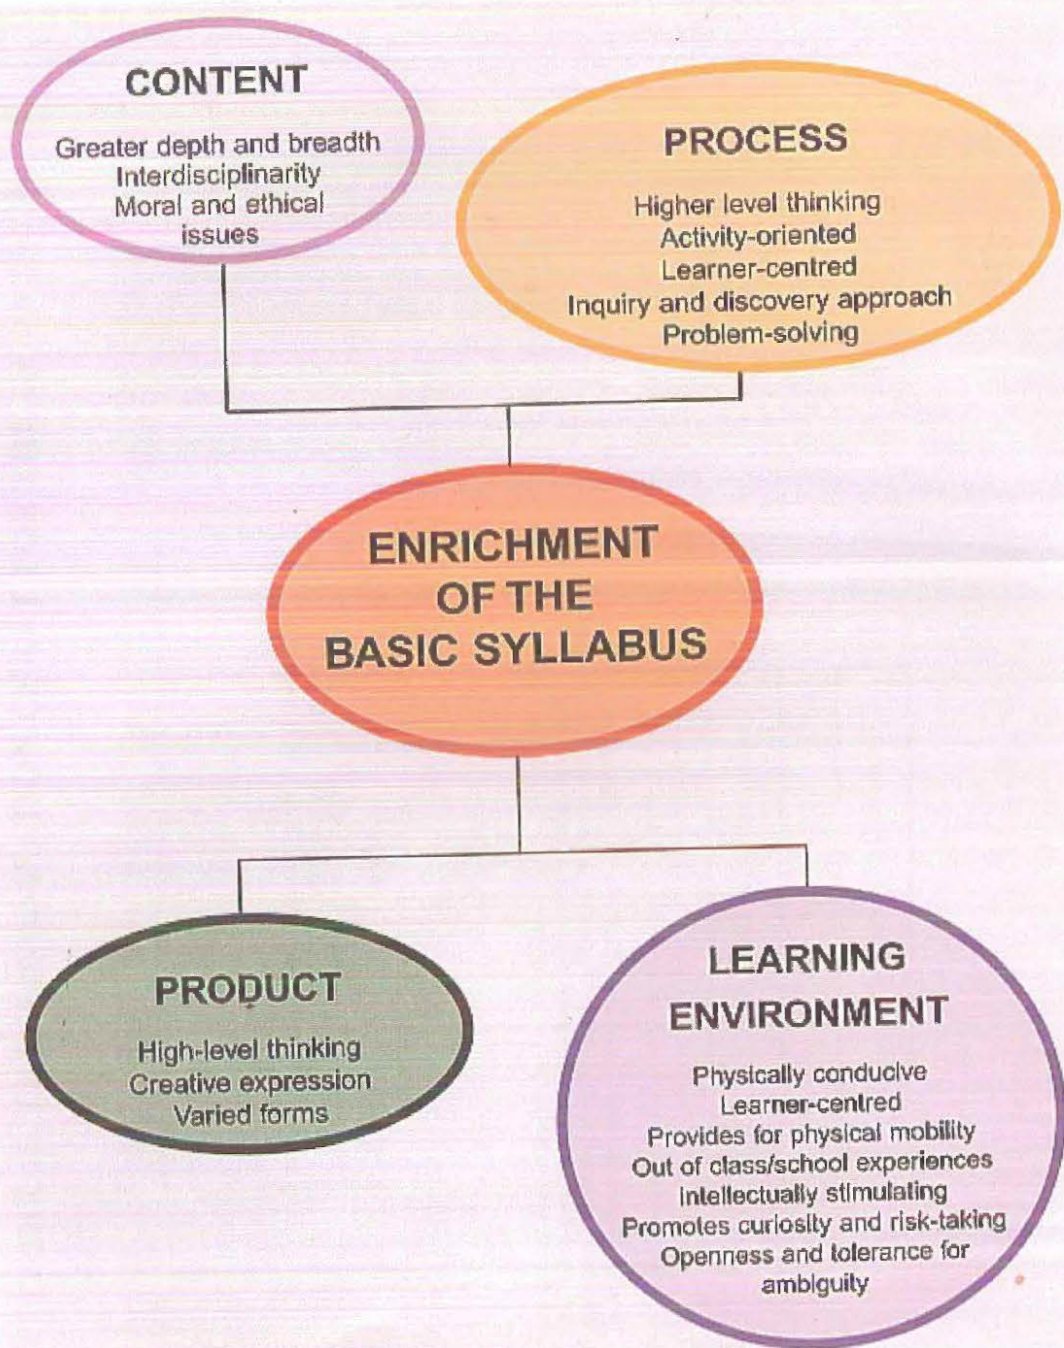 CONTENT
Greater depth and breadth
Interdisciplinarity
Moral and ethical
issues
PROCESS
Higher level thinking
Activity-oriented
Learner-centred
Inquiry and discovery approach
Problem-solving
ENRICHMENT
OF THE
BASIC SYLLABUS
PRODUCT
High-level thinking
Creative expression
Varied forms
LEARNING
ENVIRONMENT
Physically conducive
Learner-centred
Provides for physical mobility
Out of class/school experiences
Intellectually stimulating
Promotes curiosity and risk-taking
Openness and tolerance for
ambiguity